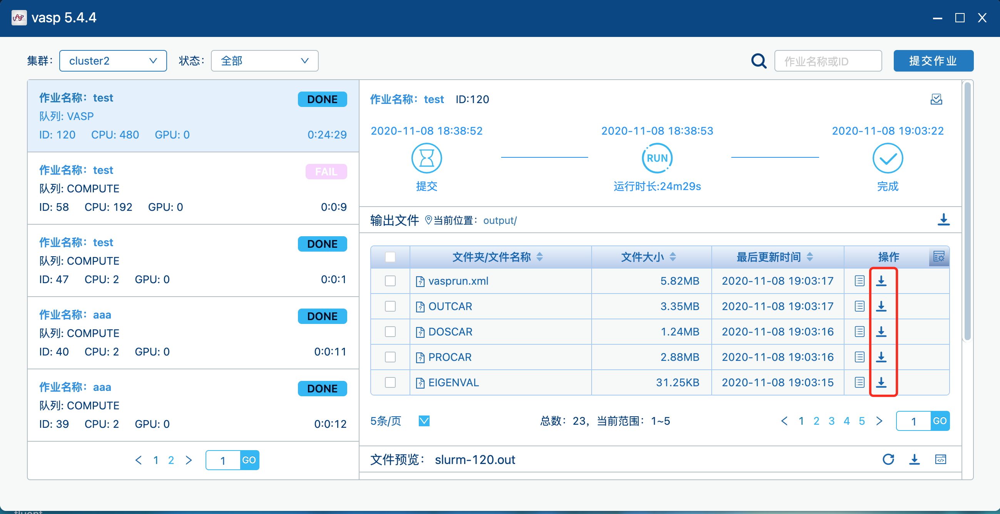 vasp 5.4.4
集群： cluster2 状态： 全部 作业名称或ID 提交作业
作业名称：test DONE
队列: VASP
ID: 120 CPU: 480 GPU: 0 0:24:29
作业名称：test FAIL
队列: COMPUTE
ID: 58 CPU: 192 GPU: 0 0:0:9
作业名称：test DONE
队列: COMPUTE
ID: 47 CPU: 2 GPU: 0 0:0:1
作业名称：aaa DONE
队列: COMPUTE
ID: 40 CPU: 2 GPU: 0 0:0:11
作业名称：aaa DONE
队列: COMPUTE
ID: 39 CPU: 2 GPU: 0 0:0:12
< 1 2 > 1 GO
作业名称：test ID:120
2020-11-08 18:38:52 2020-11-08 18:38:53 2020-11-08 19:03:22
RUN
提交 运行时长:24m29s 完成
输出文件 当前位置： output/
文件夹/文件名称 文件大小 最后更新时间 操作
vasprun.xml 5.82MB 2020-11-08 19:03:17
OUTCAR 3.35MB 2020-11-08 19:03:17
DOSCAR 1.24MB 2020-11-08 19:03:16
PROCAR 2.88MB 2020-11-08 19:03:16
EIGENVAL 31.25KB 2020-11-08 19:03:15
5条/页 总数：23，当前范围：1~5 < 1 2 3 4 5 > 1 GO
文件预览： slurm-120.out
fluent